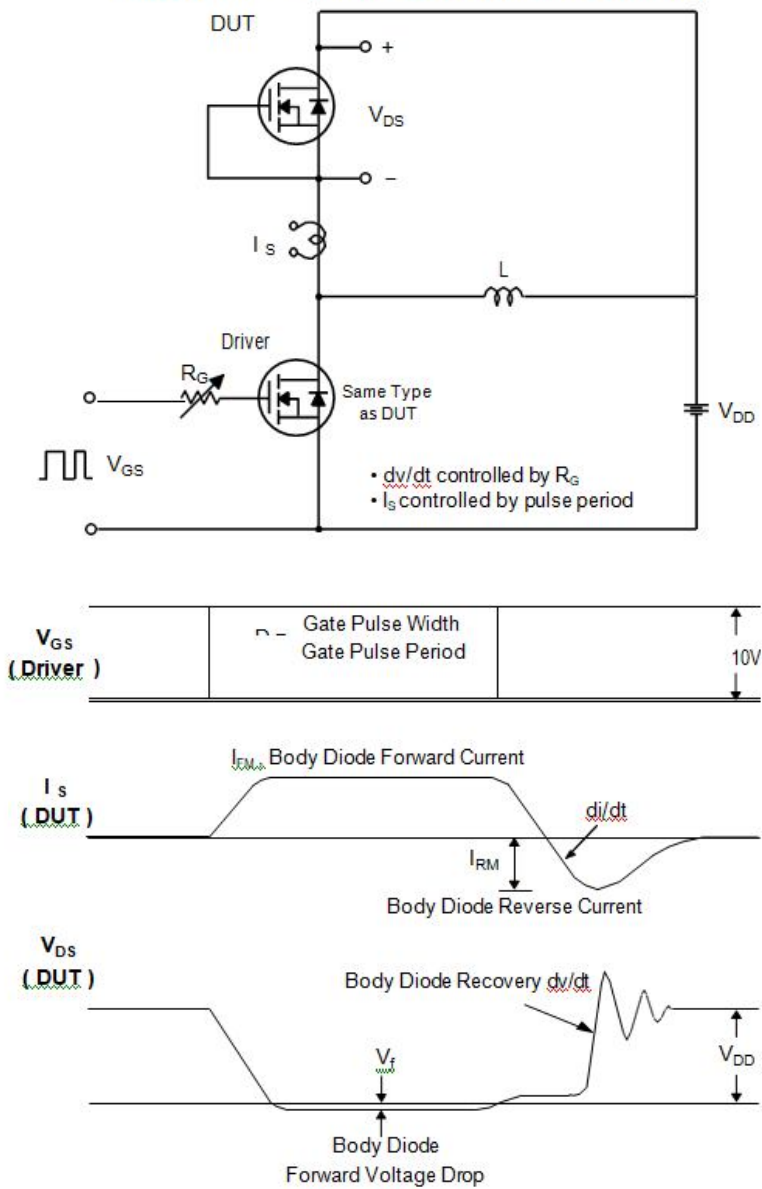 DUT
+
VDS
−
I S
L
Driver
RG
Same Type
as DUT
VDD
VGS
• dv/dt controlled by RG
• IS controlled by pulse period
VGS
( Driver )
Gate Pulse Width
Gate Pulse Period
10V
IFM , Body Diode Forward Current
I S
( DUT )
di/dt
IRM
Body Diode Reverse Current
VDS
( DUT )
Body Diode Recovery dv/dt
Vf
VDD
Body Diode
Forward Voltage Drop